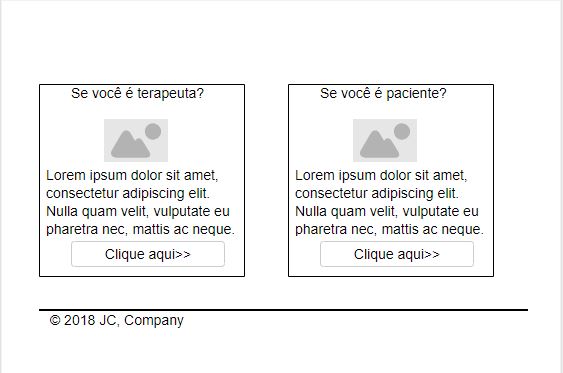 Se você é terapeuta?
Lorem ipsum dolor sit amet,
consectetur adipiscing elit.
Nulla quam velit, vulputate eu
pharetra nec, mattis ac neque.
Clique aqui>>
Se você é paciente?
Lorem ipsum dolor sit amet,
consectetur adipiscing elit.
Nulla quam velit, vulputate eu
pharetra nec, mattis ac neque.
Clique aqui>>
© 2018 JC, Company